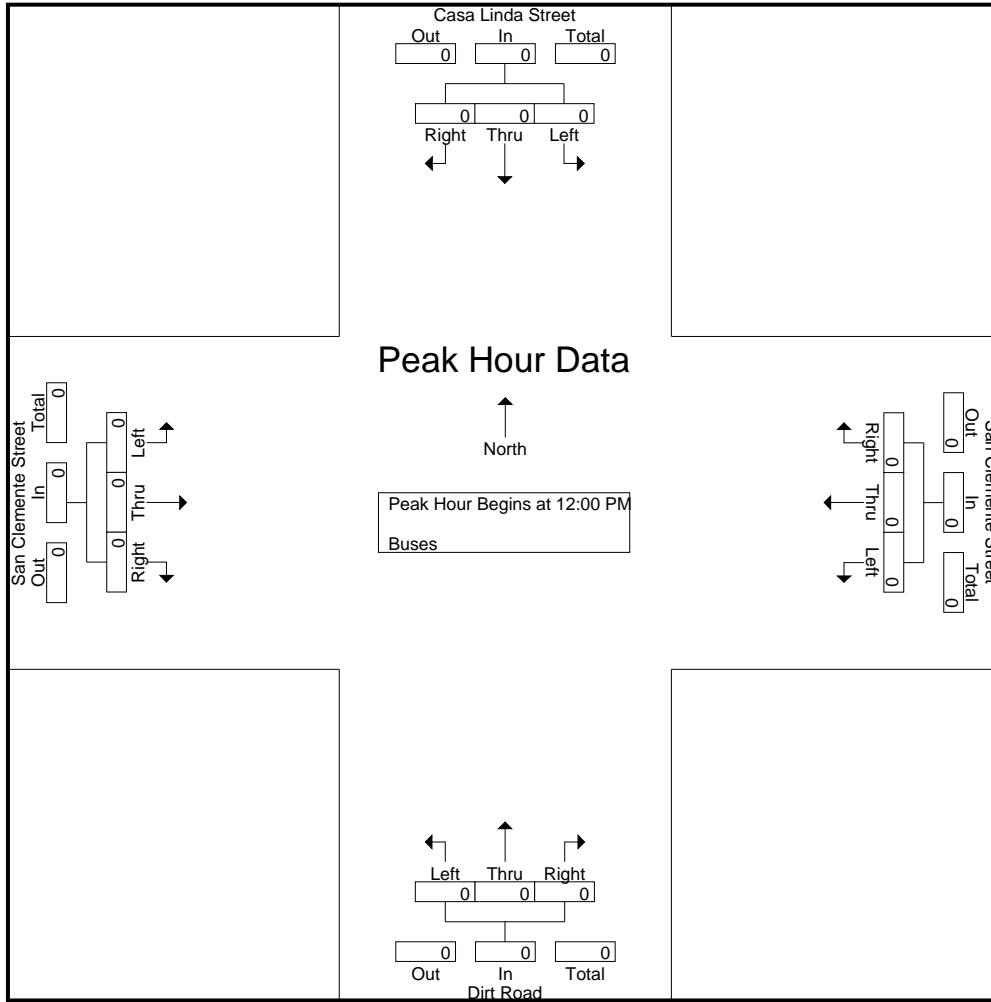 Casa Linda Street
Out In Total
0 0 0
0 0 0
Right Thru Left
Peak Hour Data
North
Peak Hour Begins at 12:00 PM
Buses
San Clemente Street
Total In Out
0 0 0
0 0 0
Left Thru Right
San Clemente Street
Out In Total
0 0 0
0 0 0
Right Thru Left
Left Thru Right
0 0 0
0 0 0
Out In Total
Dirt Road